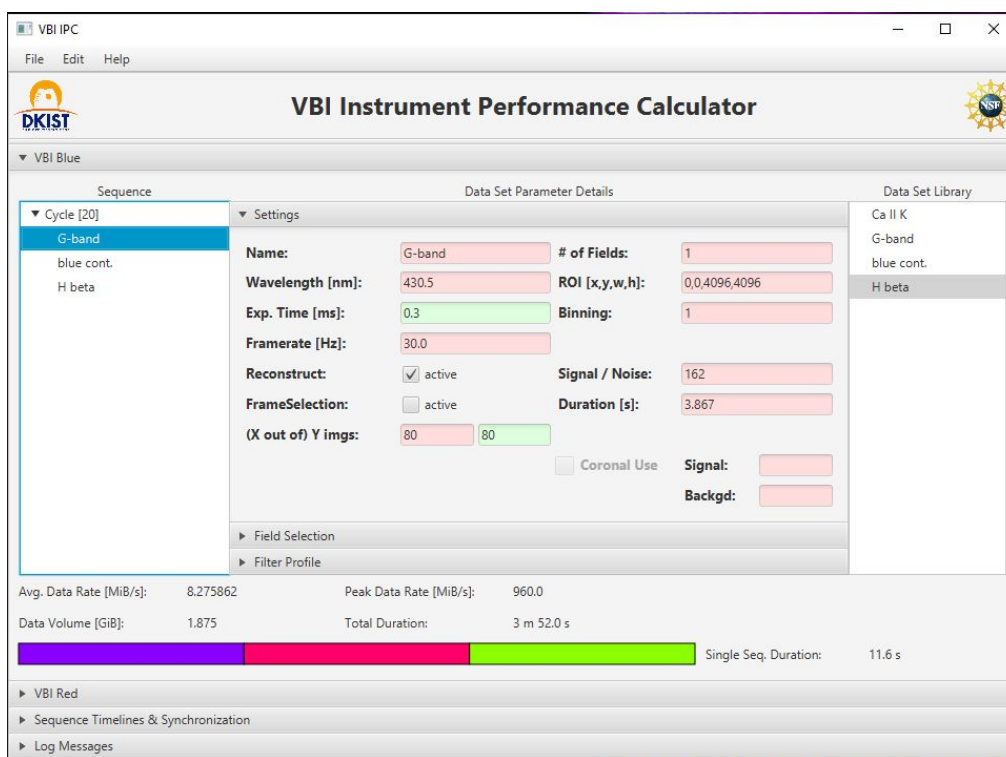 VBI IPC
File Edit Help
DKIST
VBI Instrument Performance Calculator
NSF
VBI Blue
Sequence
Data Set Parameter Details
Data Set Library
Cycle [20]
G-band
blue cont.
H beta
Settings
Name: G-band # of Fields: 1
Wavelength [nm]: 430.5 ROI [x,y,w,h]: 0,0,4096,4096
Exp. Time [ms]: 0.3 Binning: 1
Framerate [Hz]: 30.0
Reconstruct: active Signal / Noise: 162
FrameSelection: active Duration [s]: 3.867
(X out of) Y imgs: 80 80
Coronal Use Signal:
Backgd:
Field Selection
Filter Profile
Ca II K
G-band
blue cont.
H beta
Avg. Data Rate [MiB/s]: 8.275862 Peak Data Rate [MiB/s]: 960.0
Data Volume [GiB]: 1.875 Total Duration: 3 m 52.0 s
Single Seq. Duration: 11.6 s
VBI Red
Sequence Timelines & Synchronization
Log Messages